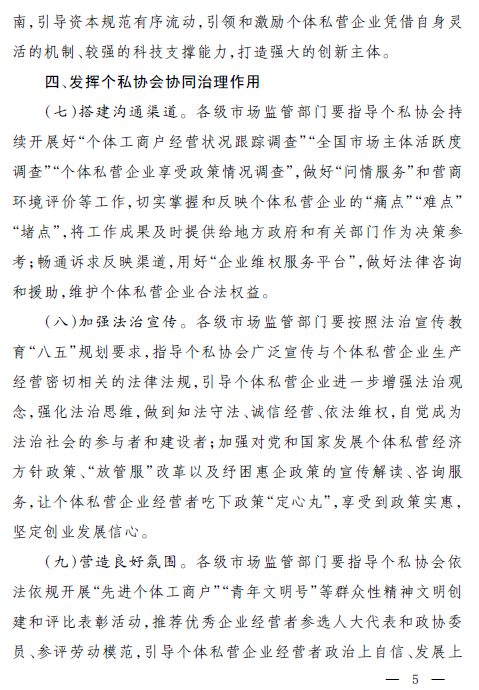 南,引导资本规范有序流动,引领和激励个体私营企业凭借自身灵
活的机制、较强的科技支撑能力,打造强大的创新主体。
四、发挥个私协会协同治理作用
(七)搭建沟通渠道。各级市场监管部门要指导个私协会持
续开展好“个体工商户经营状况跟踪调查”“全国市场主体活跃度
调查”“个体私营企业享受政策情况调查”,做好“问情服务”和营商
环境评价等工作,切实掌握和反映个体私营企业的“痛点”“难点”
“堵点”,将工作成果及时提供给地方政府和有关部门作为决策参
考;畅通诉求反映渠道,用好“企业维权服务平台”,做好法律咨询
和援助,维护个体私营企业合法权益。
(八)加强法治宣传。各级市场监管部门要按照法治宣传教
育“八五”规划要求,指导个私协会广泛宣传与个体私营企业生产
经营密切相关的法律法规,引导个体私营企业进一步增强法治观
念,强化法治思维,做到知法守法、诚信经营、依法维权,自觉成为
法治社会的参与者和建设者;加强对党和国家发展个体私营经济
方针政策、“放管服”改革以及纾困惠企政策的宣传解读、咨询服
务,让个体私营企业经营者吃下政策“定心丸”,享受到政策实惠,
坚定创业发展信心。
(九)营造良好氛围。各级市场监管部门要指导个私协会依
法依规开展“先进个体工商户”“青年文明号”等群众性精神文明创
建和评比表彰活动,推荐优秀企业经营者参选人大代表和政协委
员、参评劳动模范,引导个体私营企业经营者政治上自信、发展上
— 5 —